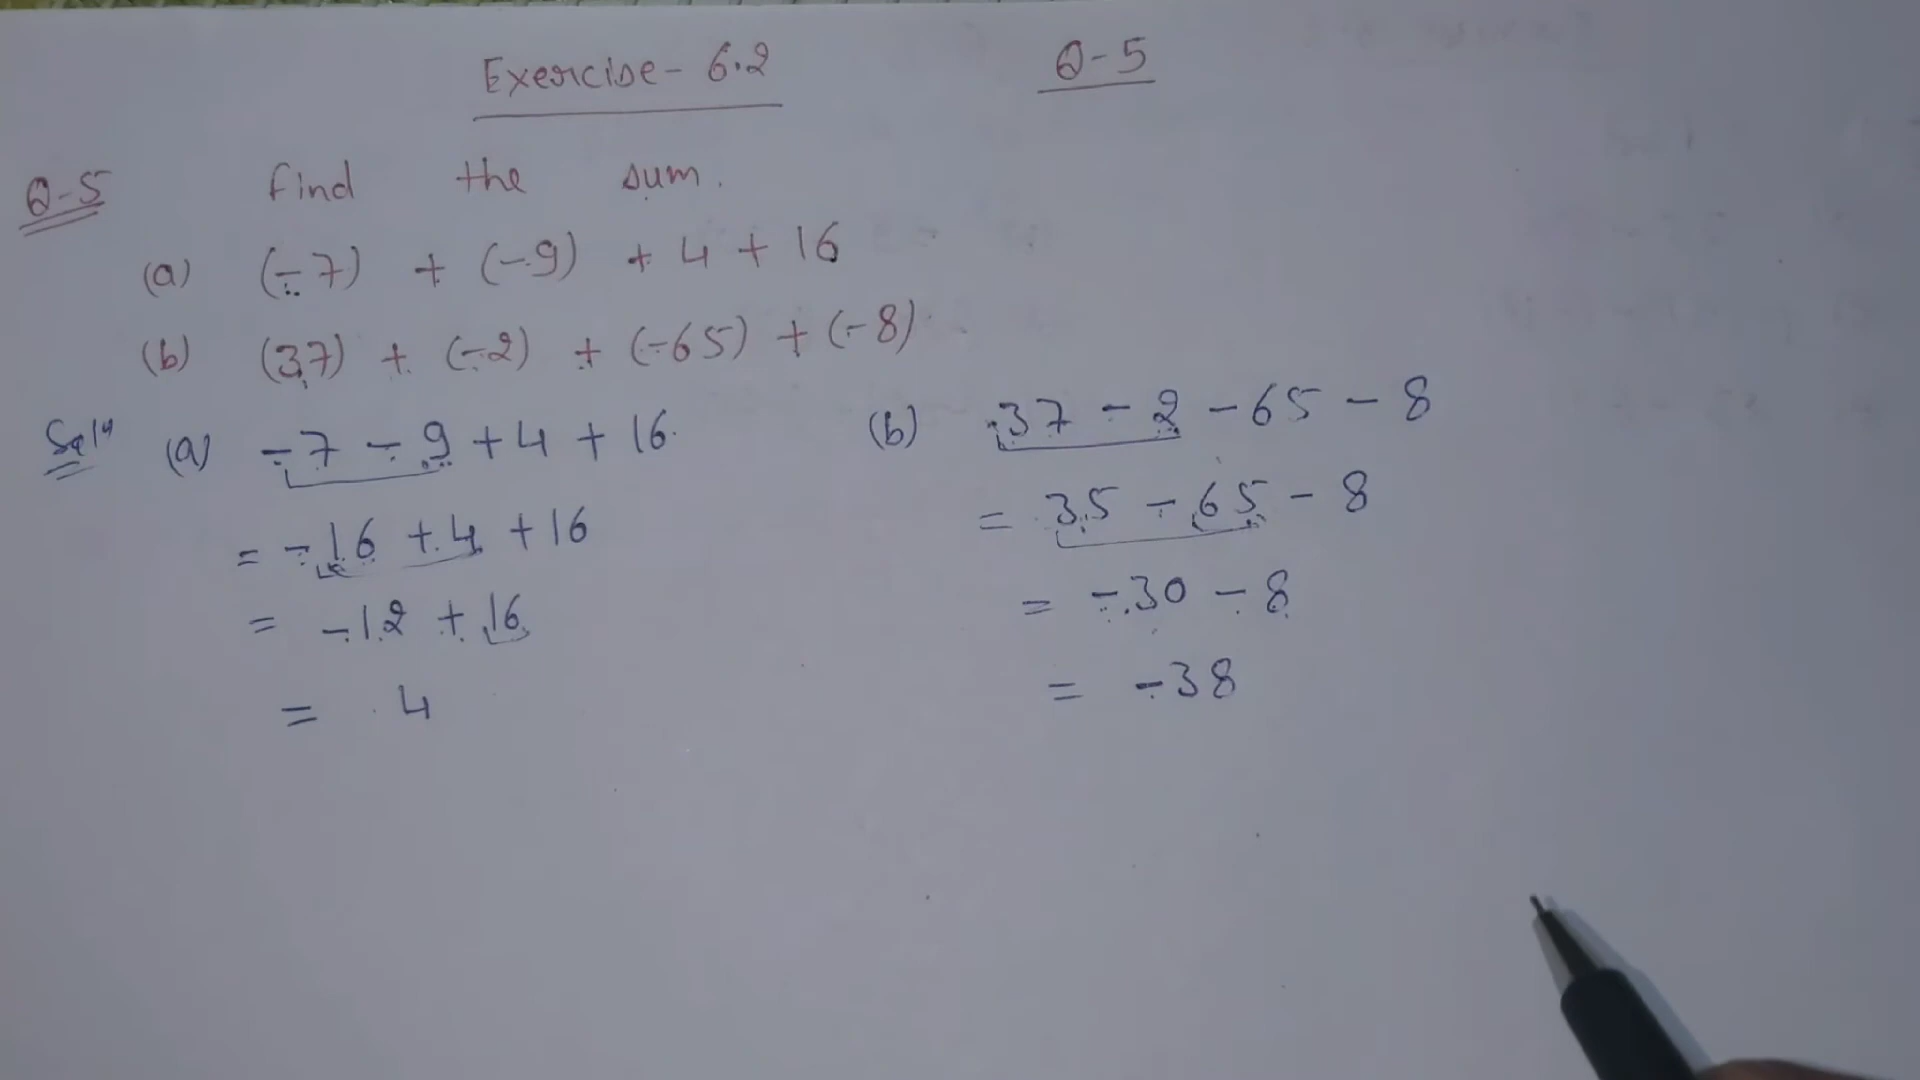 Exercise - 6.2
Q-5
Q-5 Find the sum.
(a) (-7) + (-9) + 4 + 16
(b) (37) + (-2) + (-65) + (-8)
Solⁿ (a) -7 - 9 + 4 + 16
= -16 + 4 + 16
= -12 + 16
= 4
(b) 37 - 2 - 65 - 8
= 35 - 65 - 8
= -30 - 8
= -38